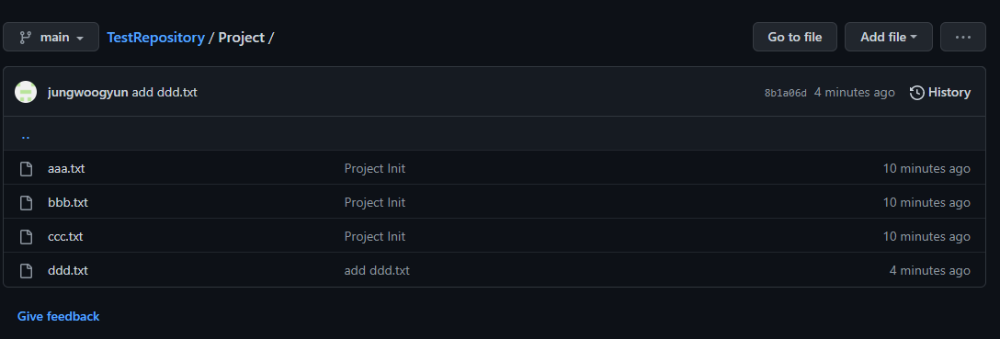 main TestRepository / Project / Go to file Add file ...
jungwoogyun add ddd.txt 8b1a06d 4 minutes ago History
..
aaa.txt Project Init 10 minutes ago
bbb.txt Project Init 10 minutes ago
ccc.txt Project Init 10 minutes ago
ddd.txt add ddd.txt 4 minutes ago
Give feedback